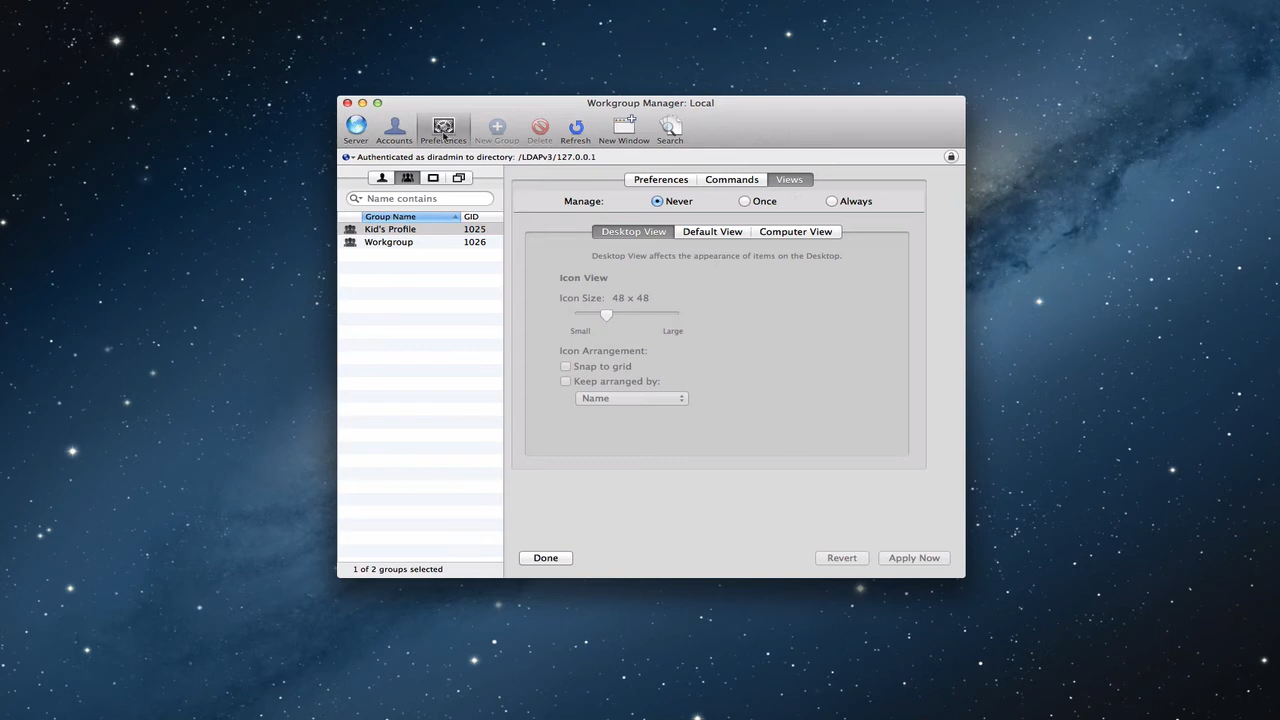 Workgroup Manager: Local
Server Accounts Preferences New Group Delete Refresh New Window Search
Authenticated as diradmin to directory: /LDAPv3/127.0.0.1
Name contains
Group Name GID
Kid's Profile 1025
Workgroup 1026
1 of 2 groups selected
Preferences Commands Views
Manage: Never Once Always
Desktop View Default View Computer View
Desktop View affects the appearance of items on the Desktop.
Icon View
Icon Size: 48 x 48
Small Large
Icon Arrangement:
Snap to grid
Keep arranged by:
Name
Done Revert Apply Now